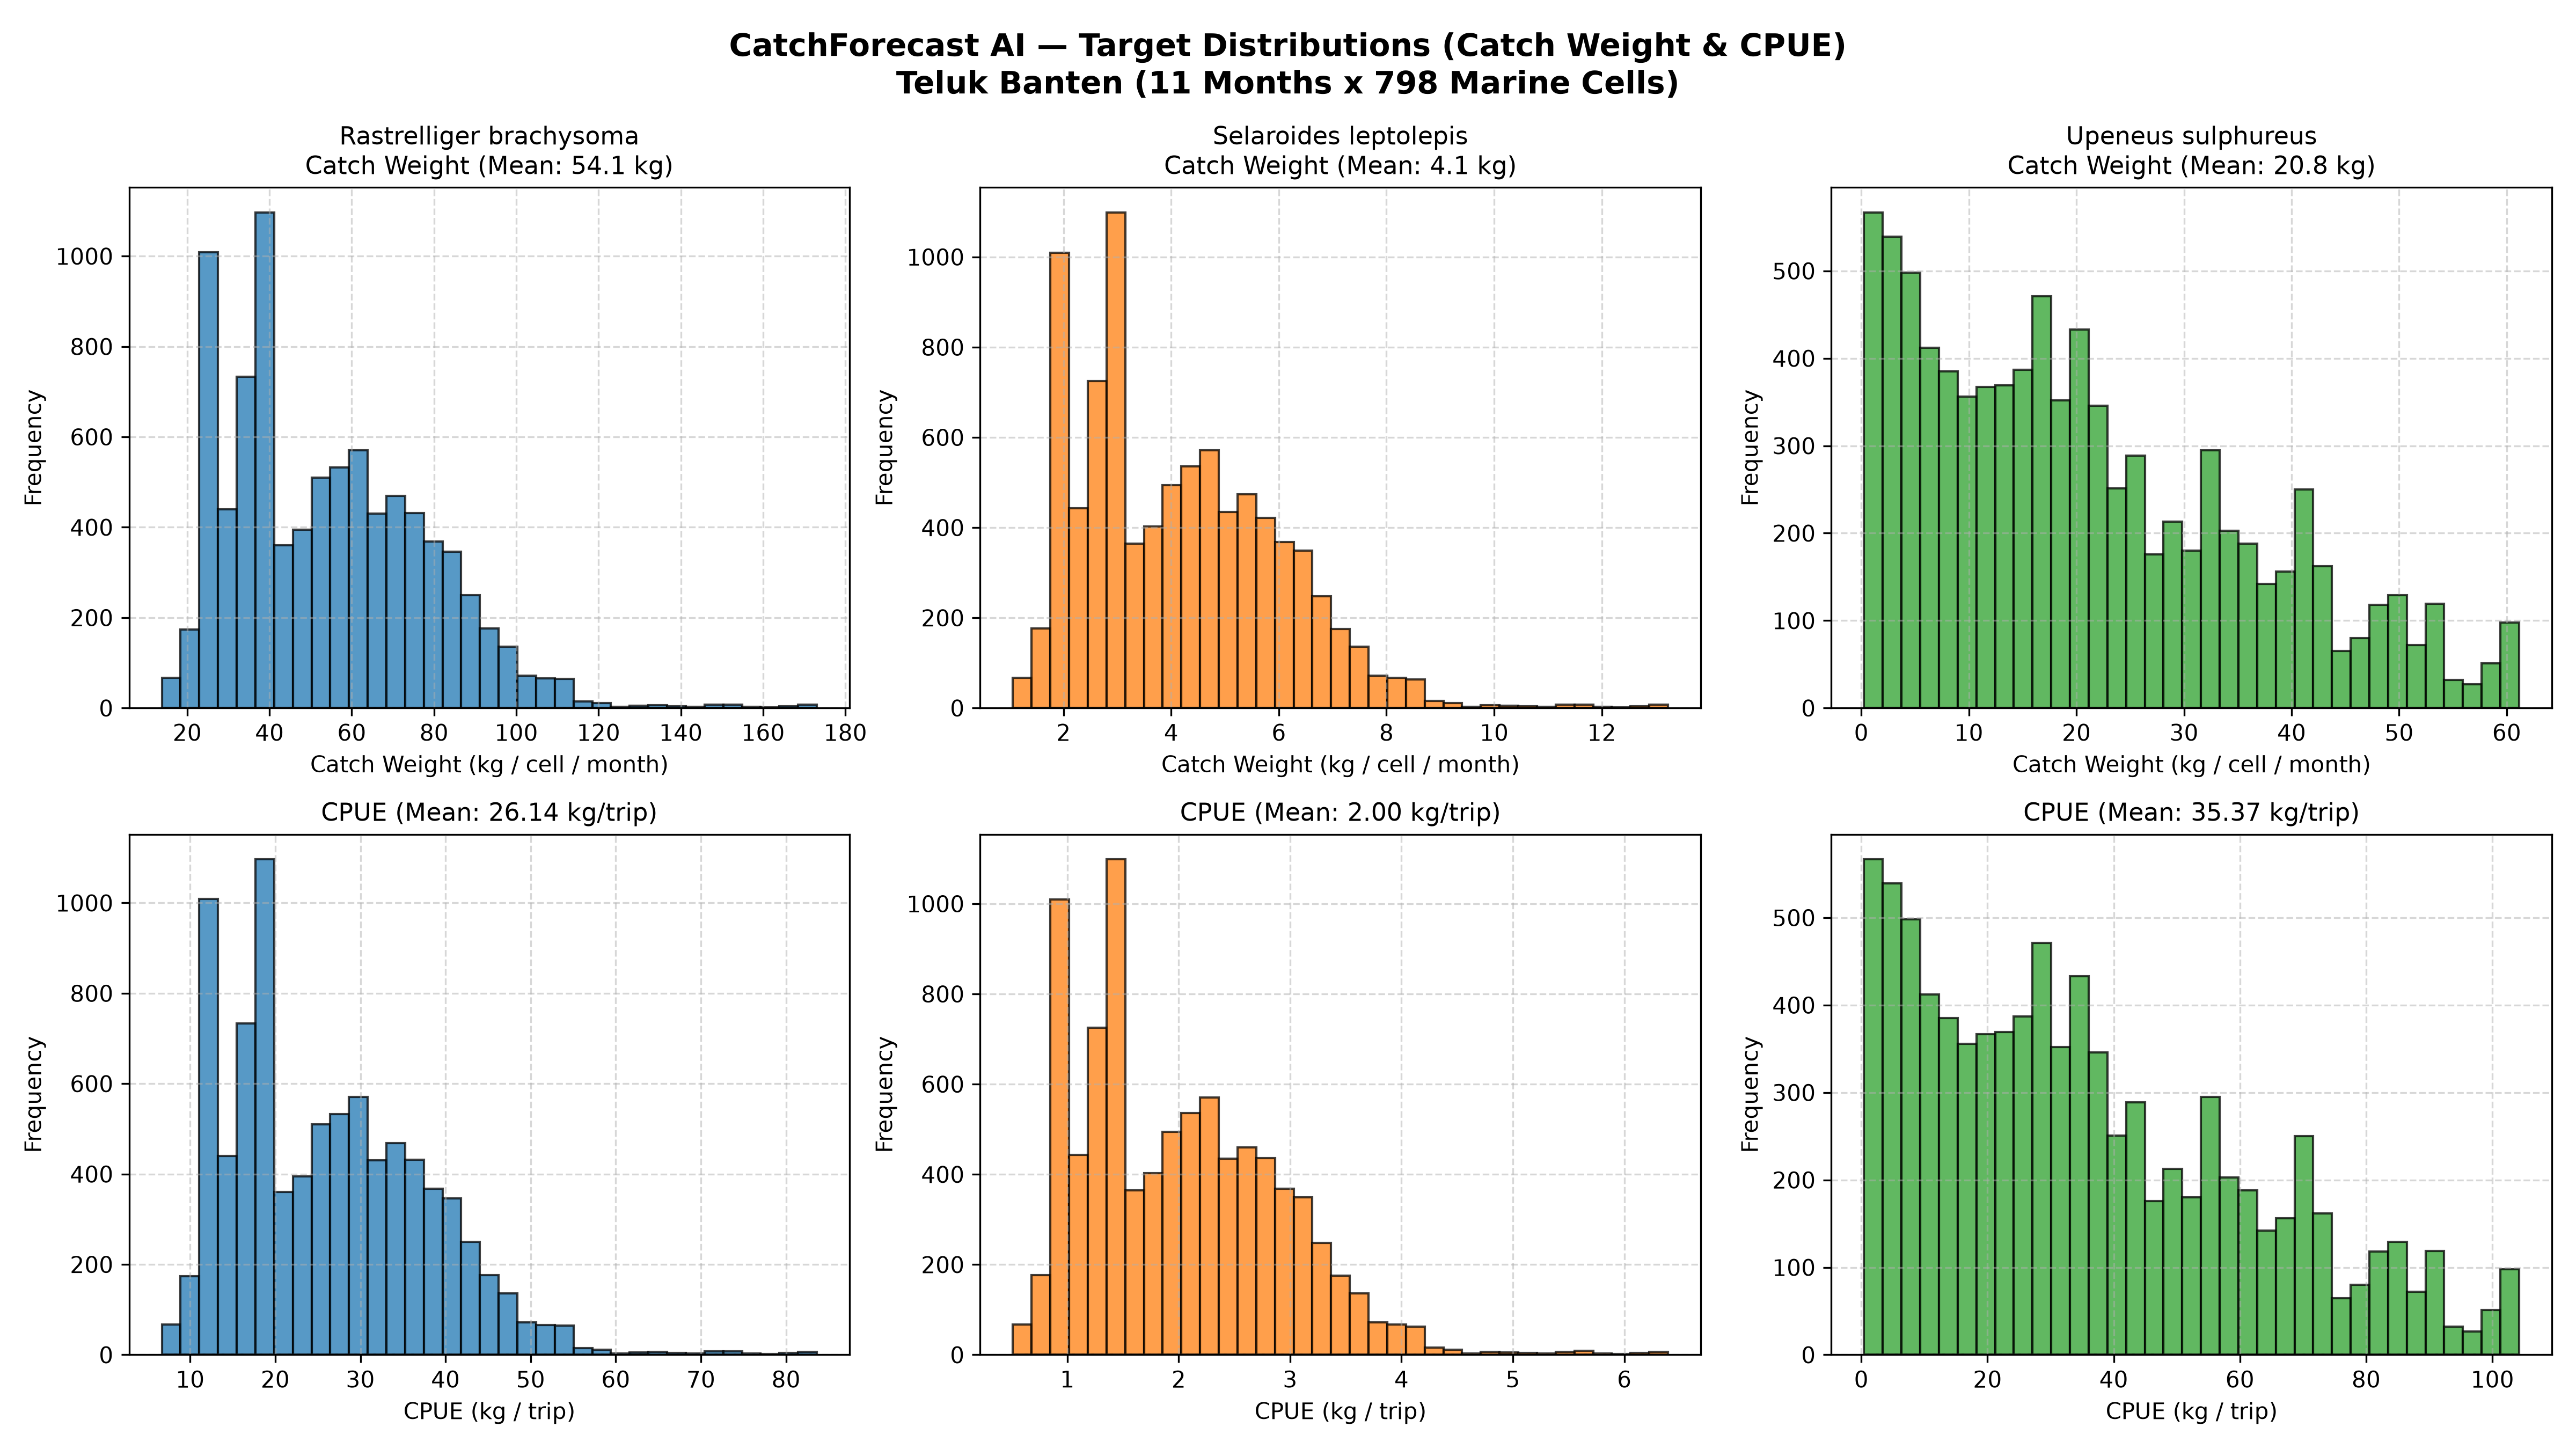 CatchForecast AI — Target Distributions (Catch Weight & CPUE)
Teluk Banten (11 Months x 798 Marine Cells)
Rastrelliger brachysoma
Catch Weight (Mean: 54.1 kg)
Frequency
1000
800
600
400
200
0
20 40 60 80 100 120 140 160 180
Catch Weight (kg / cell / month)
Selaroides leptolepis
Catch Weight (Mean: 4.1 kg)
Frequency
1000
800
600
400
200
0
2 4 6 8 10 12
Catch Weight (kg / cell / month)
Upeneus sulphureus
Catch Weight (Mean: 20.8 kg)
Frequency
500
400
300
200
100
0
0 10 20 30 40 50 60
Catch Weight (kg / cell / month)
CPUE (Mean: 26.14 kg/trip)
Frequency
1000
800
600
400
200
0
10 20 30 40 50 60 70 80
CPUE (kg / trip)
CPUE (Mean: 2.00 kg/trip)
Frequency
1000
800
600
400
200
0
1 2 3 4 5 6
CPUE (kg / trip)
CPUE (Mean: 35.37 kg/trip)
Frequency
500
400
300
200
100
0
0 20 40 60 80 100
CPUE (kg / trip)